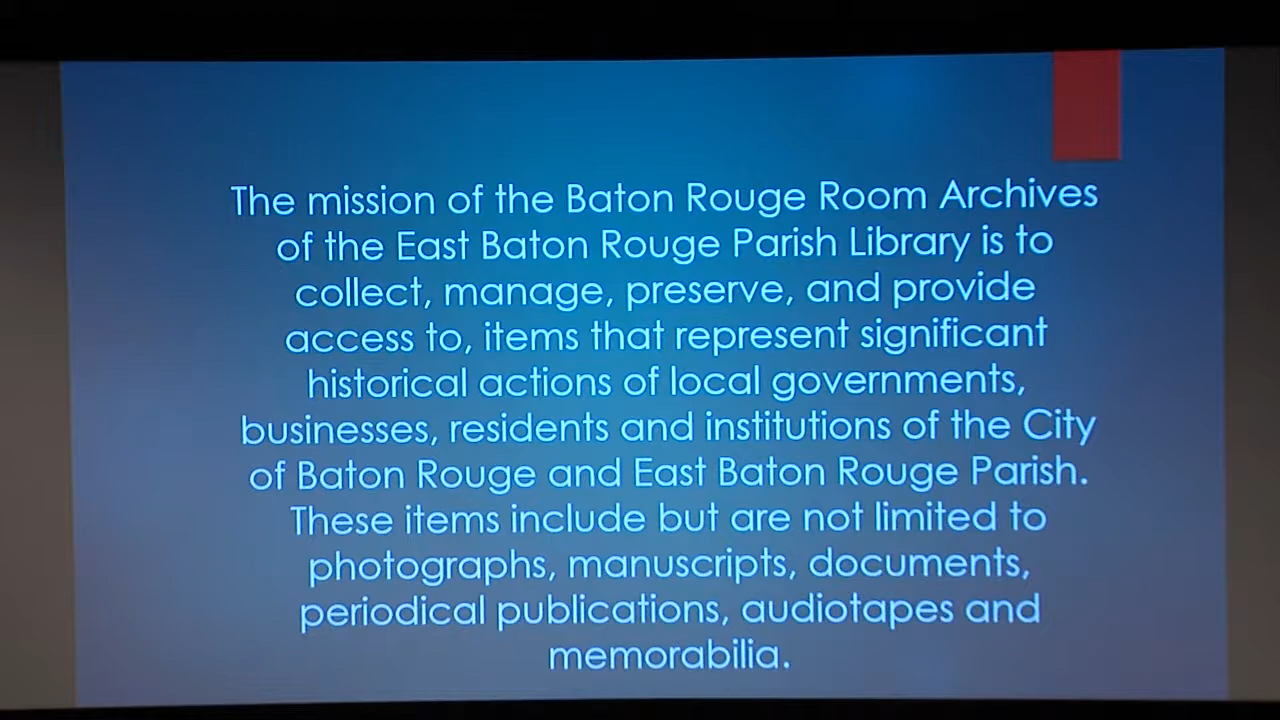 The mission of the Baton Rouge Room Archives
of the East Baton Rouge Parish Library is to
collect, manage, preserve, and provide
access to, items that represent significant
historical actions of local governments,
businesses, residents and institutions of the City
of Baton Rouge and East Baton Rouge Parish.
These items include but are not limited to
photographs, manuscripts, documents,
periodical publications, audiotapes and
memorabilia.